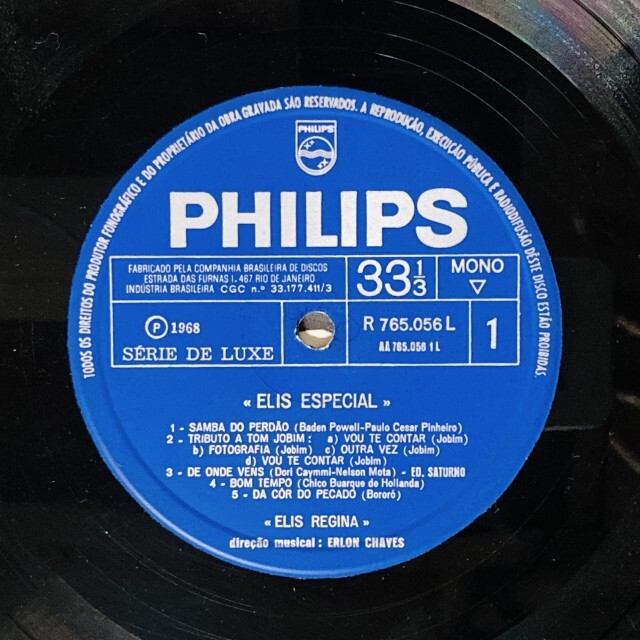 TODOS OS DIREITOS DO PRODUTOR FONOGRÁFICO E DO PROPRIETÁRIO DA OBRA GRAVADA SÃO RESERVADOS. A REPRODUÇÃO, EXECUÇÃO PÚBLICA E RADIODIFUSÃO DÊSTE DISCO ESTÃO PROIBIDAS.
PHILIPS
PHILIPS
FABRICADO PELA COMPANHIA BRASILEIRA DE DISCOS
ESTRADA DAS FURNAS 1.467 RIO DE JANEIRO
INDÚSTRIA BRASILEIRA CGC n.º 33.177.411/3
33 1/3
MONO
▽
Ⓟ 1968
SÉRIE DE LUXE
R 765.056 L
AA 765.056 1 L
1
« ELIS ESPECIAL »
1 - SAMBA DO PERDÃO (Baden Powell-Paulo Cesar Pinheiro)
2 - TRIBUTO A TOM JOBIM : a) VOU TE CONTAR (Jobim)
b) FOTOGRAFIA (Jobim) c) OUTRA VEZ (Jobim)
d) VOU TE CONTAR (Jobim)
3 - DE ONDE VENS (Dori Caymmi-Nelson Mota) - ED. SATURNO
4 - BOM TEMPO (Chico Buarque de Hollanda)
5 - DA CÔR DO PECADO (Bororó)
« ELIS REGINA »
direção musical : ERLON CHAVES